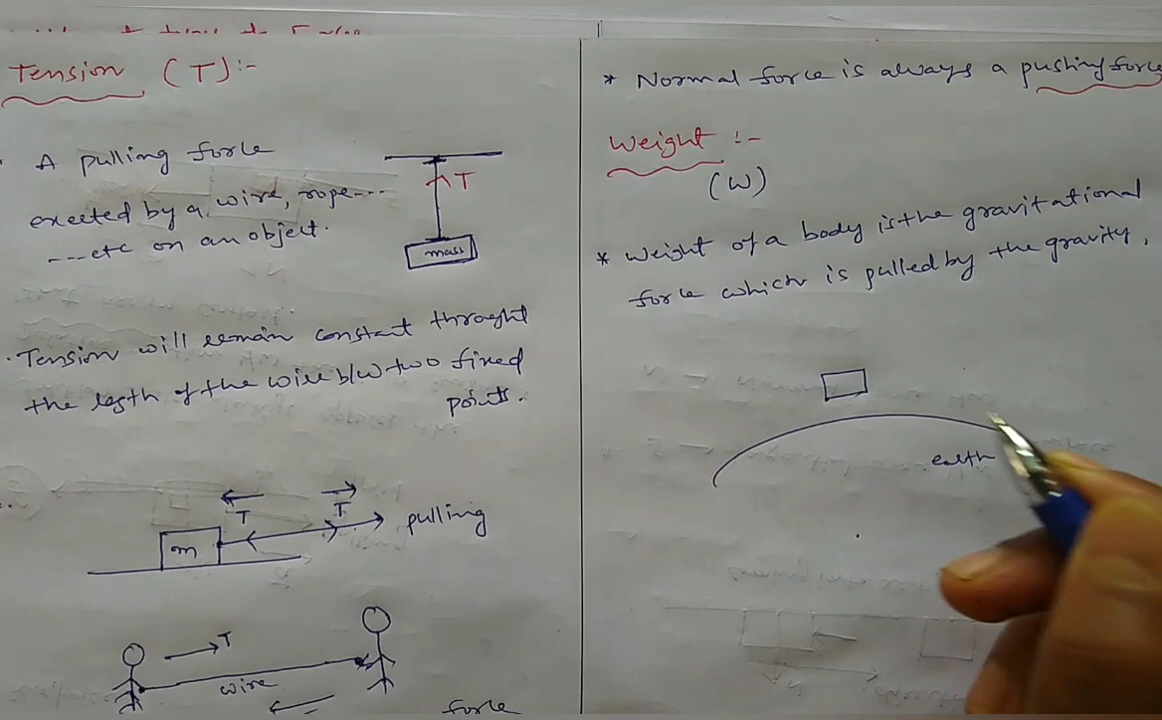 Tension (T):-
A pulling force
exected by a wire, rope---
---etc on an object.
T
mass
Tension will remain constant throught
the legth of the wire b/w two fixed
points.
T
T
pulling
m
T
wire
force
* Normal force is always a pushing force
Weight :-
(W)
* Weight of a body is the gravitational
force which is pulled by the gravity,
earth